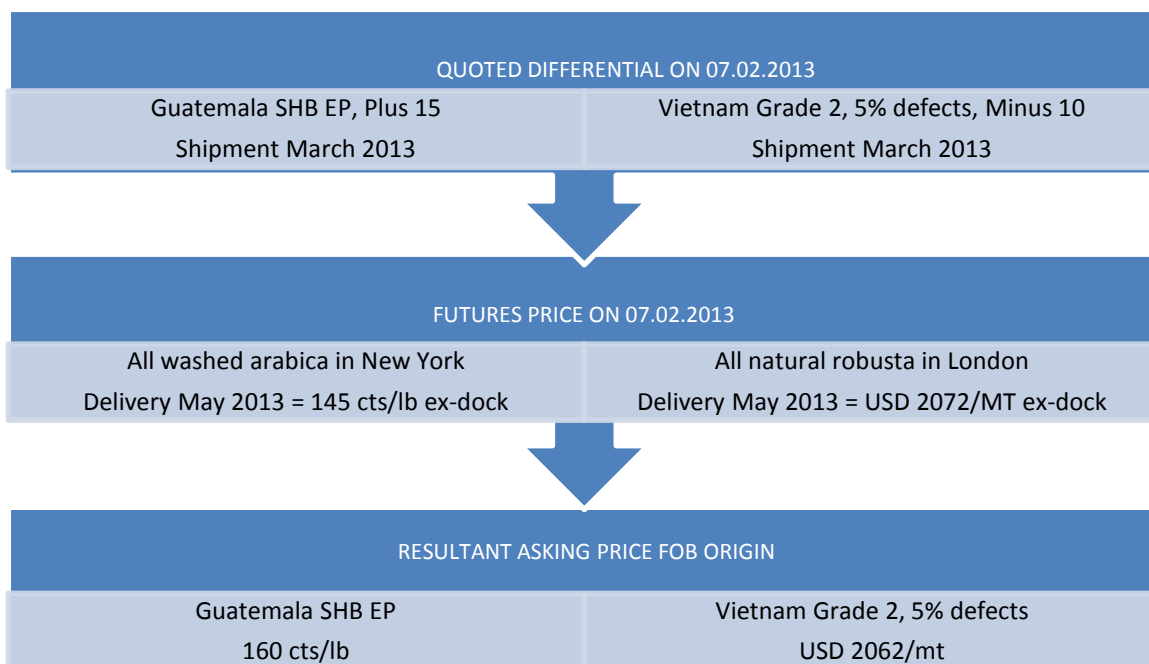 QUOTED DIFFERENTIAL ON 07.02.2013
Guatemala SHB EP, Plus 15
Shipment March 2013
Vietnam Grade 2, 5% defects, Minus 10
Shipment March 2013
FUTURES PRICE ON 07.02.2013
All washed arabica in New York
Delivery May 2013 = 145 cts/lb ex-dock
All natural robusta in London
Delivery May 2013 = USD 2072/MT ex-dock
RESULTANT ASKING PRICE FOB ORIGIN
Guatemala SHB EP
160 cts/lb
Vietnam Grade 2, 5% defects
USD 2062/mt